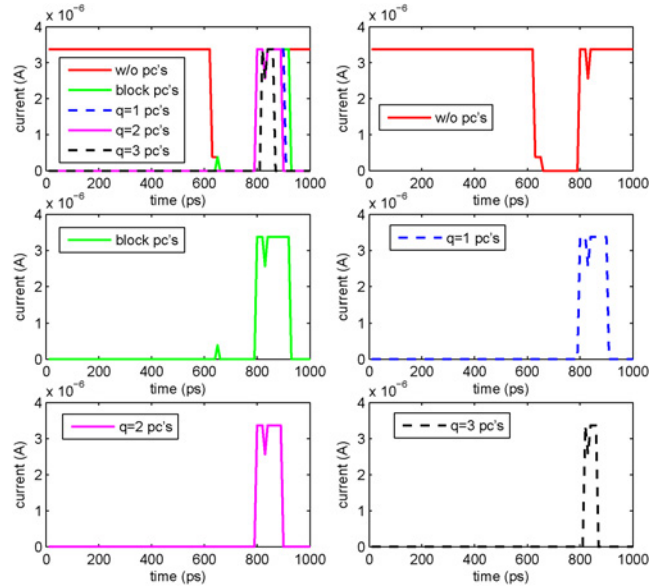 x 10⁻⁶
4
3
2
1
0
current (A)
w/o pc's
block pc's
q=1 pc's
q=2 pc's
q=3 pc's
0 200 400 600 800 1000
time (ps)
x 10⁻⁶
4
3
2
1
0
current (A)
w/o pc's
0 200 400 600 800 1000
time (ps)
x 10⁻⁶
4
3
2
1
0
current (A)
block pc's
0 200 400 600 800 1000
time (ps)
x 10⁻⁶
4
3
2
1
0
current (A)
q=1 pc's
0 200 400 600 800 1000
time (ps)
x 10⁻⁶
4
3
2
1
0
current (A)
q=2 pc's
0 200 400 600 800 1000
time (ps)
x 10⁻⁶
4
3
2
1
0
current (A)
q=3 pc's
0 200 400 600 800 1000
time (ps)